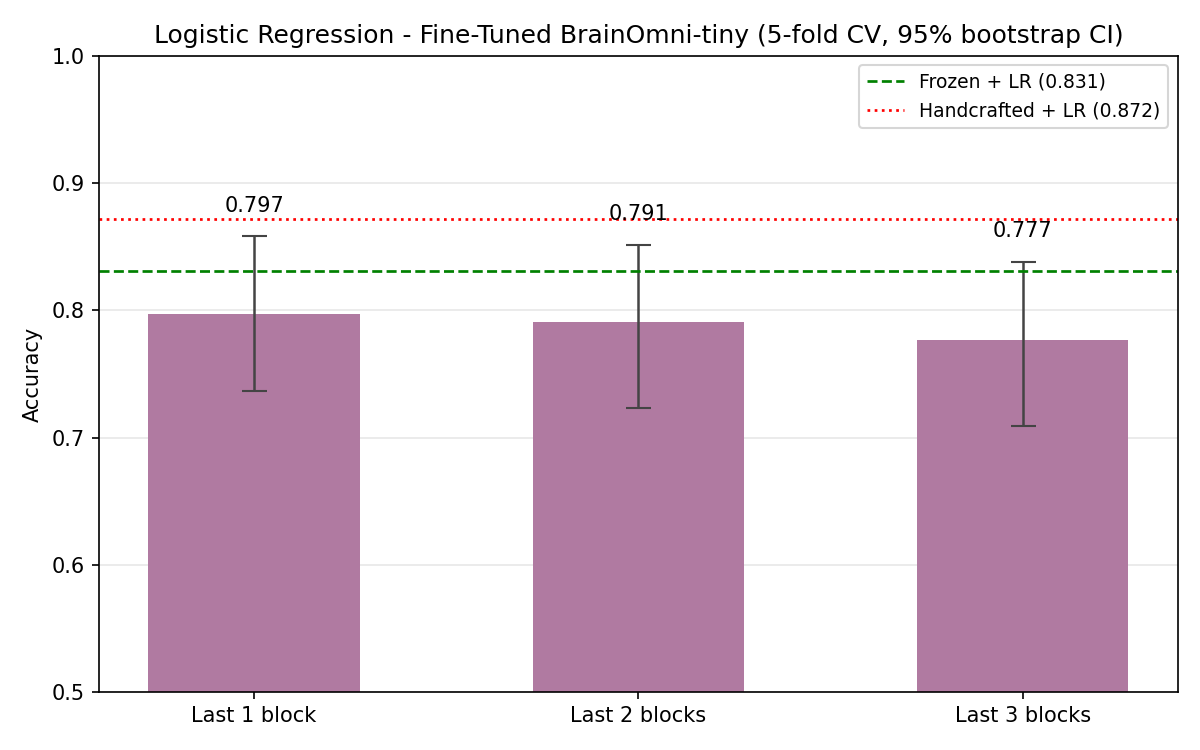 Logistic Regression - Fine-Tuned BrainOmni-tiny (5-fold CV, 95% bootstrap CI)
Frozen + LR (0.831)
Handcrafted + LR (0.872)
1.0
0.9
0.8
0.7
0.6
0.5
Accuracy
0.797
0.791
0.777
Last 1 block
Last 2 blocks
Last 3 blocks